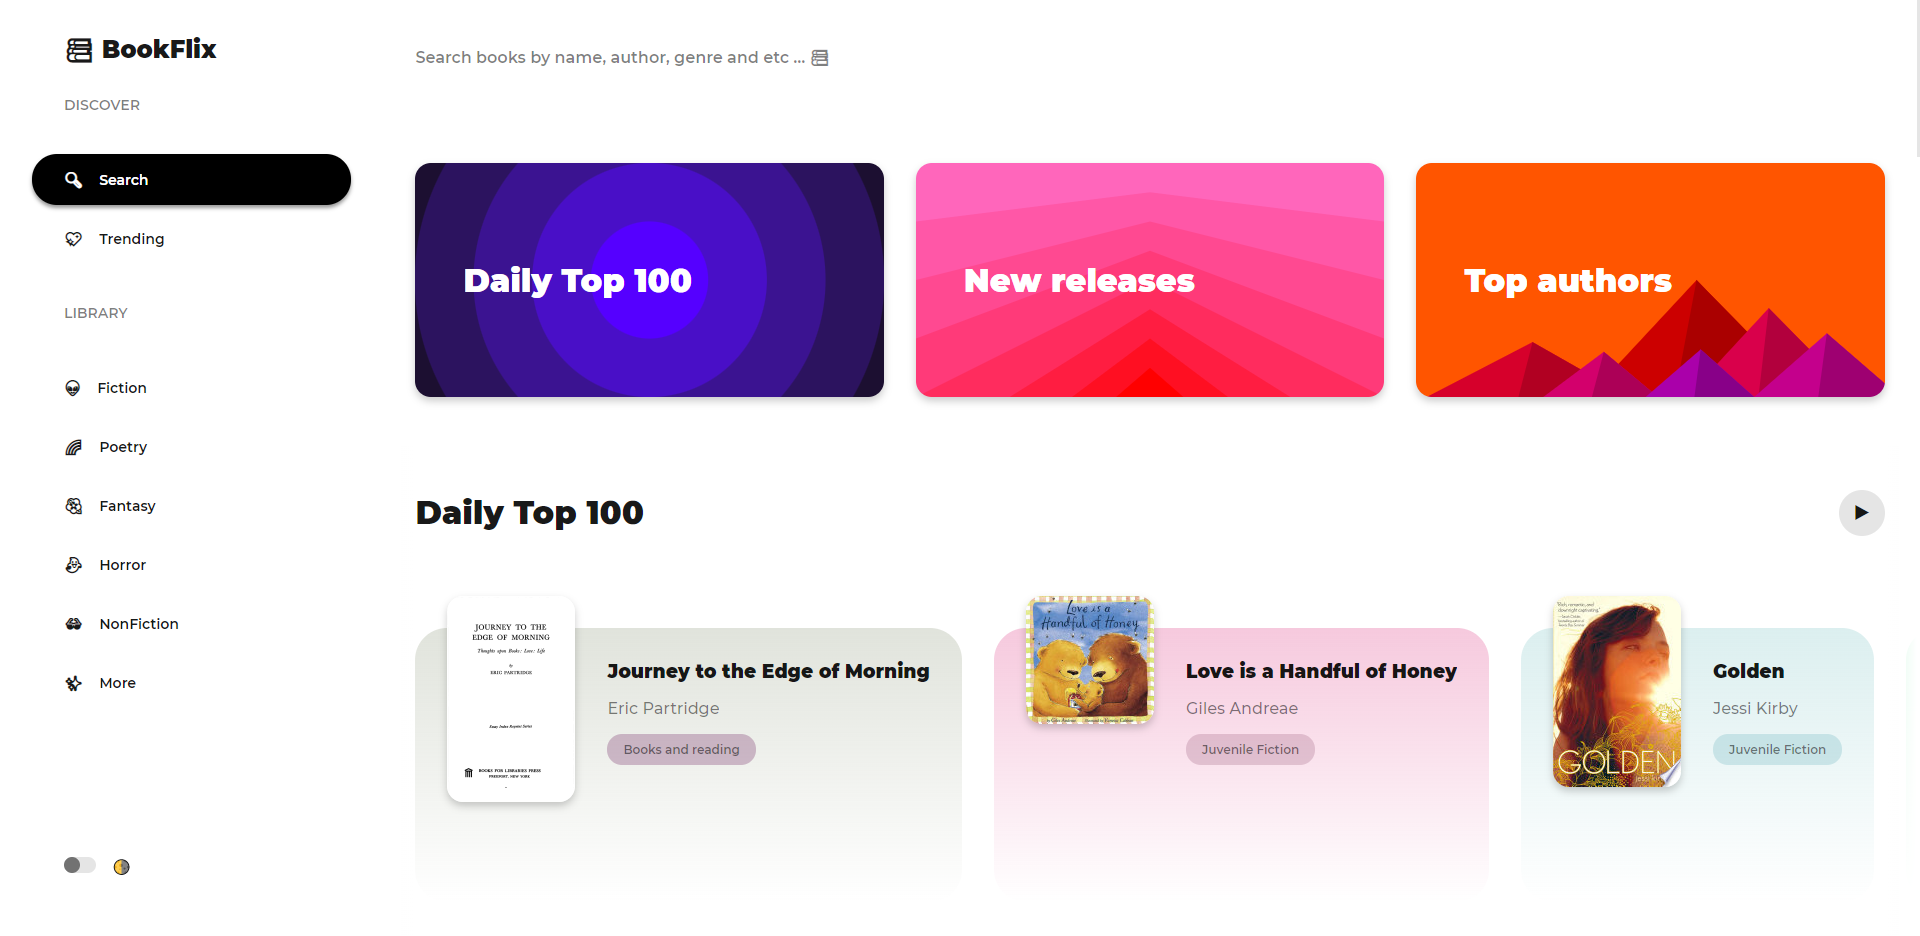 BookFlix
DISCOVER
Search
Trending
LIBRARY
Fiction
Poetry
Fantasy
Horror
NonFiction
More
Search books by name, author, genre and etc ...
Daily Top 100
New releases
Top authors
Daily Top 100
JOURNEY TO THE
EDGE OF MORNING
Thoughts upon Books: Love: Life
by
ERIC PARTRIDGE
Essay Index Reprint Series
BOOKS FOR LIBRARIES PRESS
FREEPORT, NEW YORK
Journey to the Edge of Morning
Eric Partridge
Books and reading
Love is a
Handful of Honey
Love is a Handful of Honey
Giles Andreae
Juvenile Fiction
GOLDEN
Golden
Jessi Kirby
Juvenile Fiction